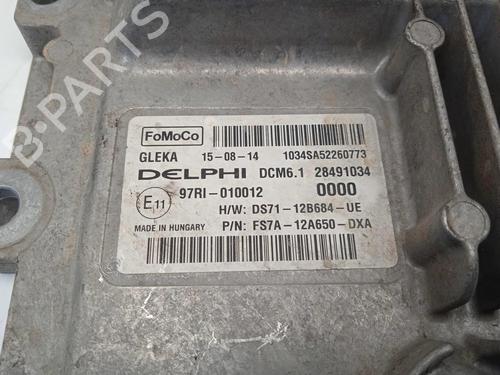 FoMoCo
GLEKA 15-08-14 1034SA52260773
DELPHI DCM6.1 28491034
E11 97RI-010012 0000
H/W: DS71-12B684-UE
MADE IN HUNGARY P/N: FS7A-12A650-DXA
B-PARTS